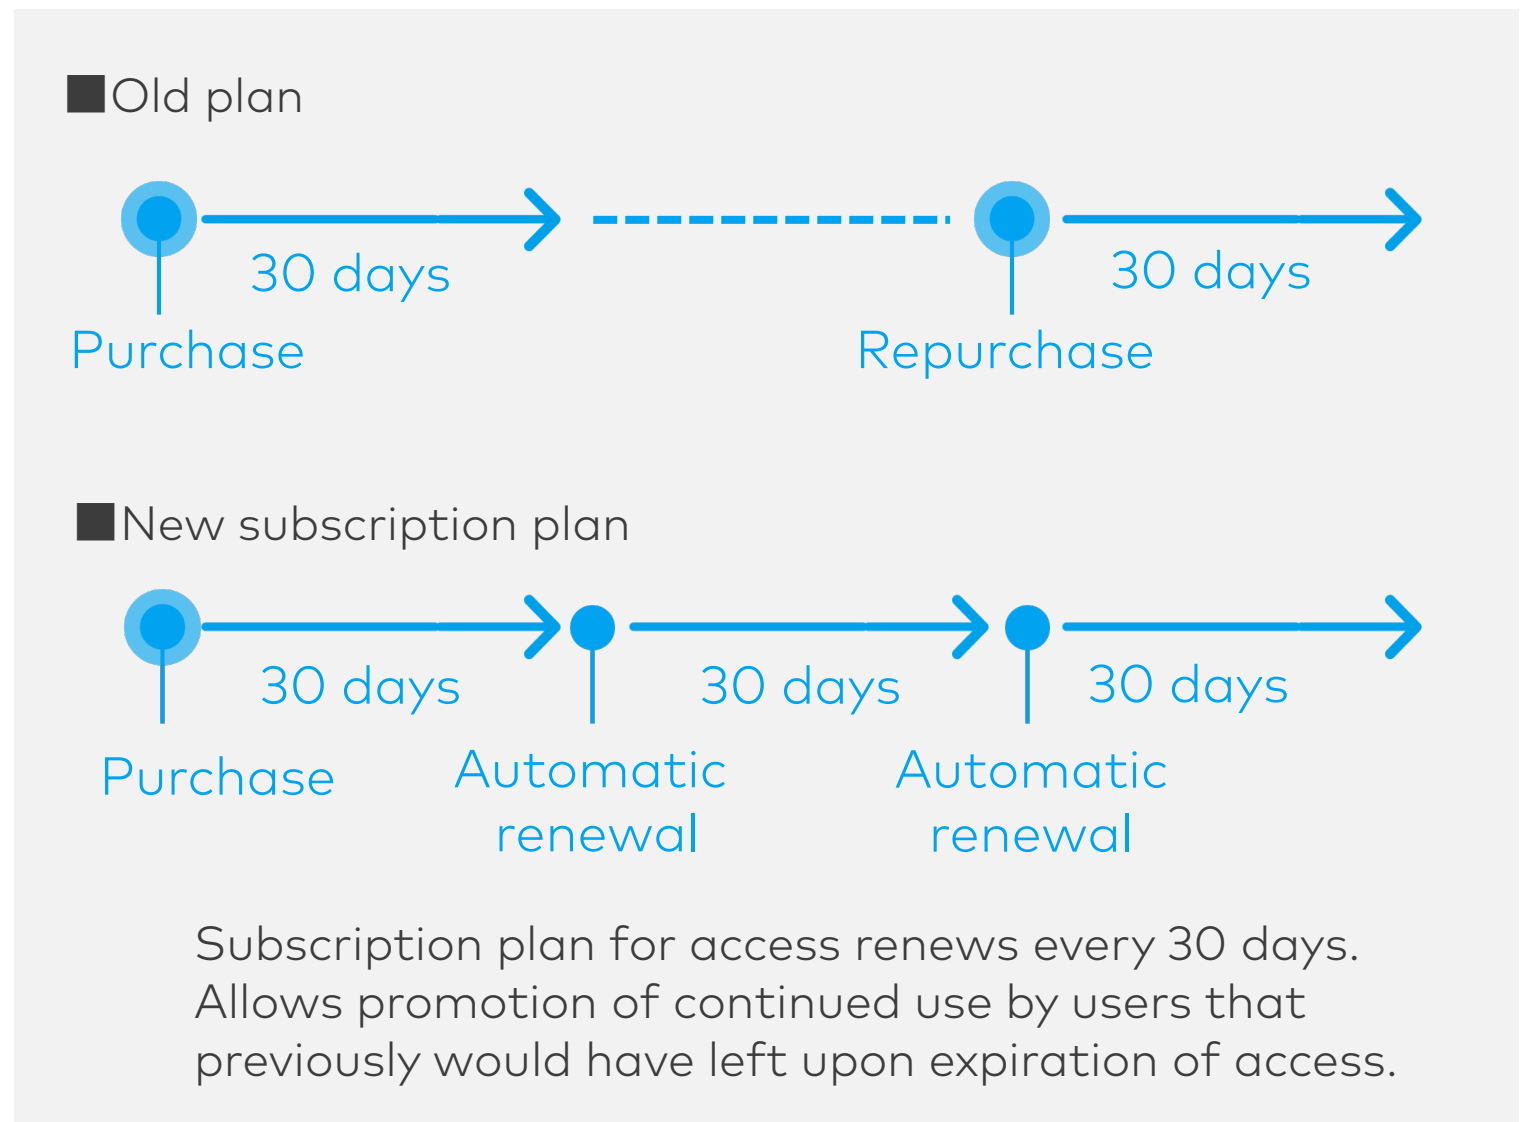 ■Old plan
30 days
30 days
Purchase
Repurchase
■New subscription plan
30 days
30 days
30 days
Purchase
Automatic
renewal
Automatic
renewal
Subscription plan for access renews every 30 days.
Allows promotion of continued use by users that
previously would have left upon expiration of access.